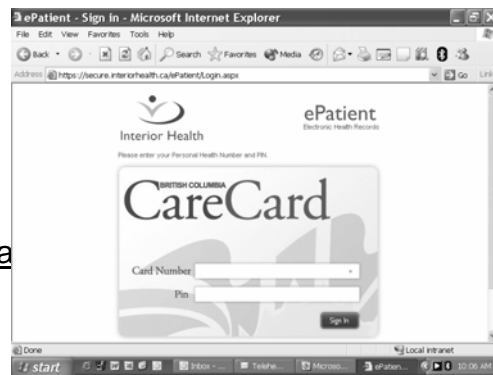 ePatient - Sign in - Microsoft Internet Explorer
File Edit View Favorites Tools Help
Back Search Favorites Media
Address https://secure.interiorhealth.ca/ePatient/Login.aspx Go Links
Interior Health
ePatient
Electronic Health Records
Please enter your Personal Health Number and PIN.
BRITISH COLUMBIA
CareCard
a
Card Number
Pin
Sign In
Done Local intranet
start Inbox - ... Telehe... Microso... ePatien... 10:06 AM